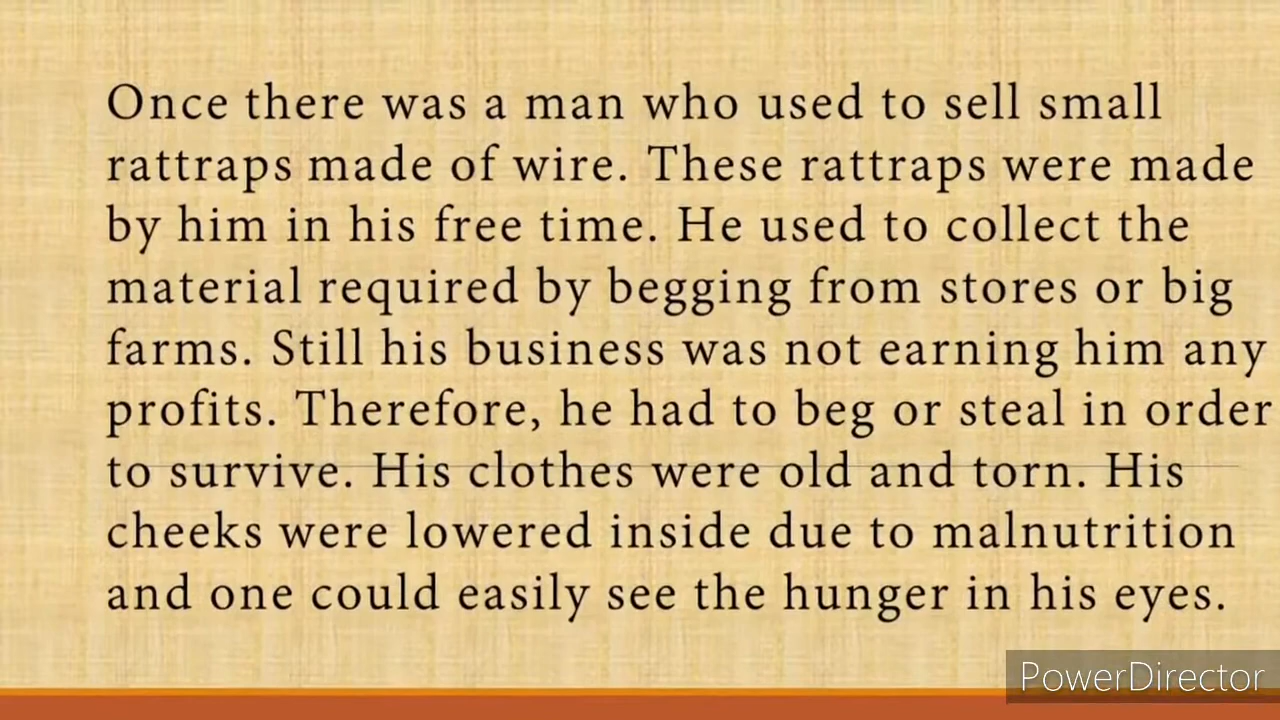 Once there was a man who used to sell small
rattraps made of wire. These rattraps were made
by him in his free time. He used to collect the
material required by begging from stores or big
farms. Still his business was not earning him any
profits. Therefore, he had to beg or steal in order
to survive. His clothes were old and torn. His
cheeks were lowered inside due to malnutrition
and one could easily see the hunger in his eyes.
PowerDirector